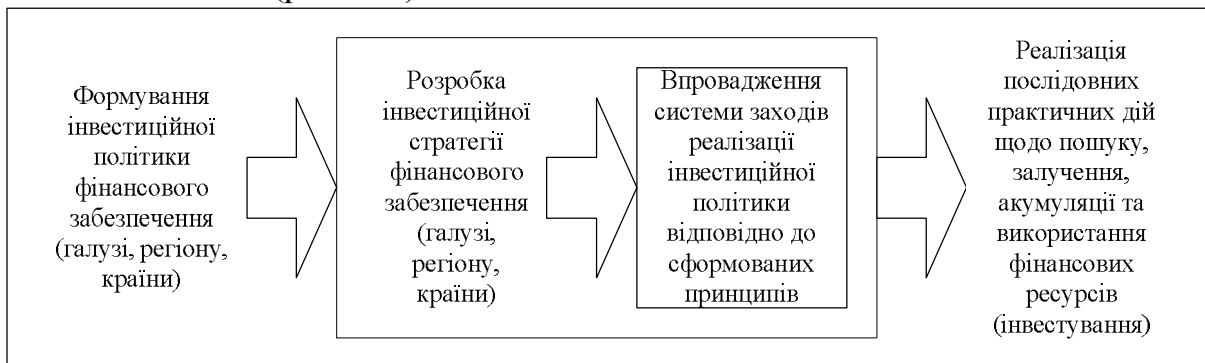 Формування
інвестиційної
політики
фінансового
забезпечення
(галузі, регіону,
країни)
Розробка
інвестиційної
стратегії
фінансового
забезпечення
(галузі,
регіону,
країни)
Впровадження
системи заходів
реалізації
інвестиційної
політики
відповідно до
сформованих
принципів
Реалізація
послідовних
практичних дій
щодо пошуку,
залучення,
акумуляції та
використання
фінансових
ресурсів
(інвестування)